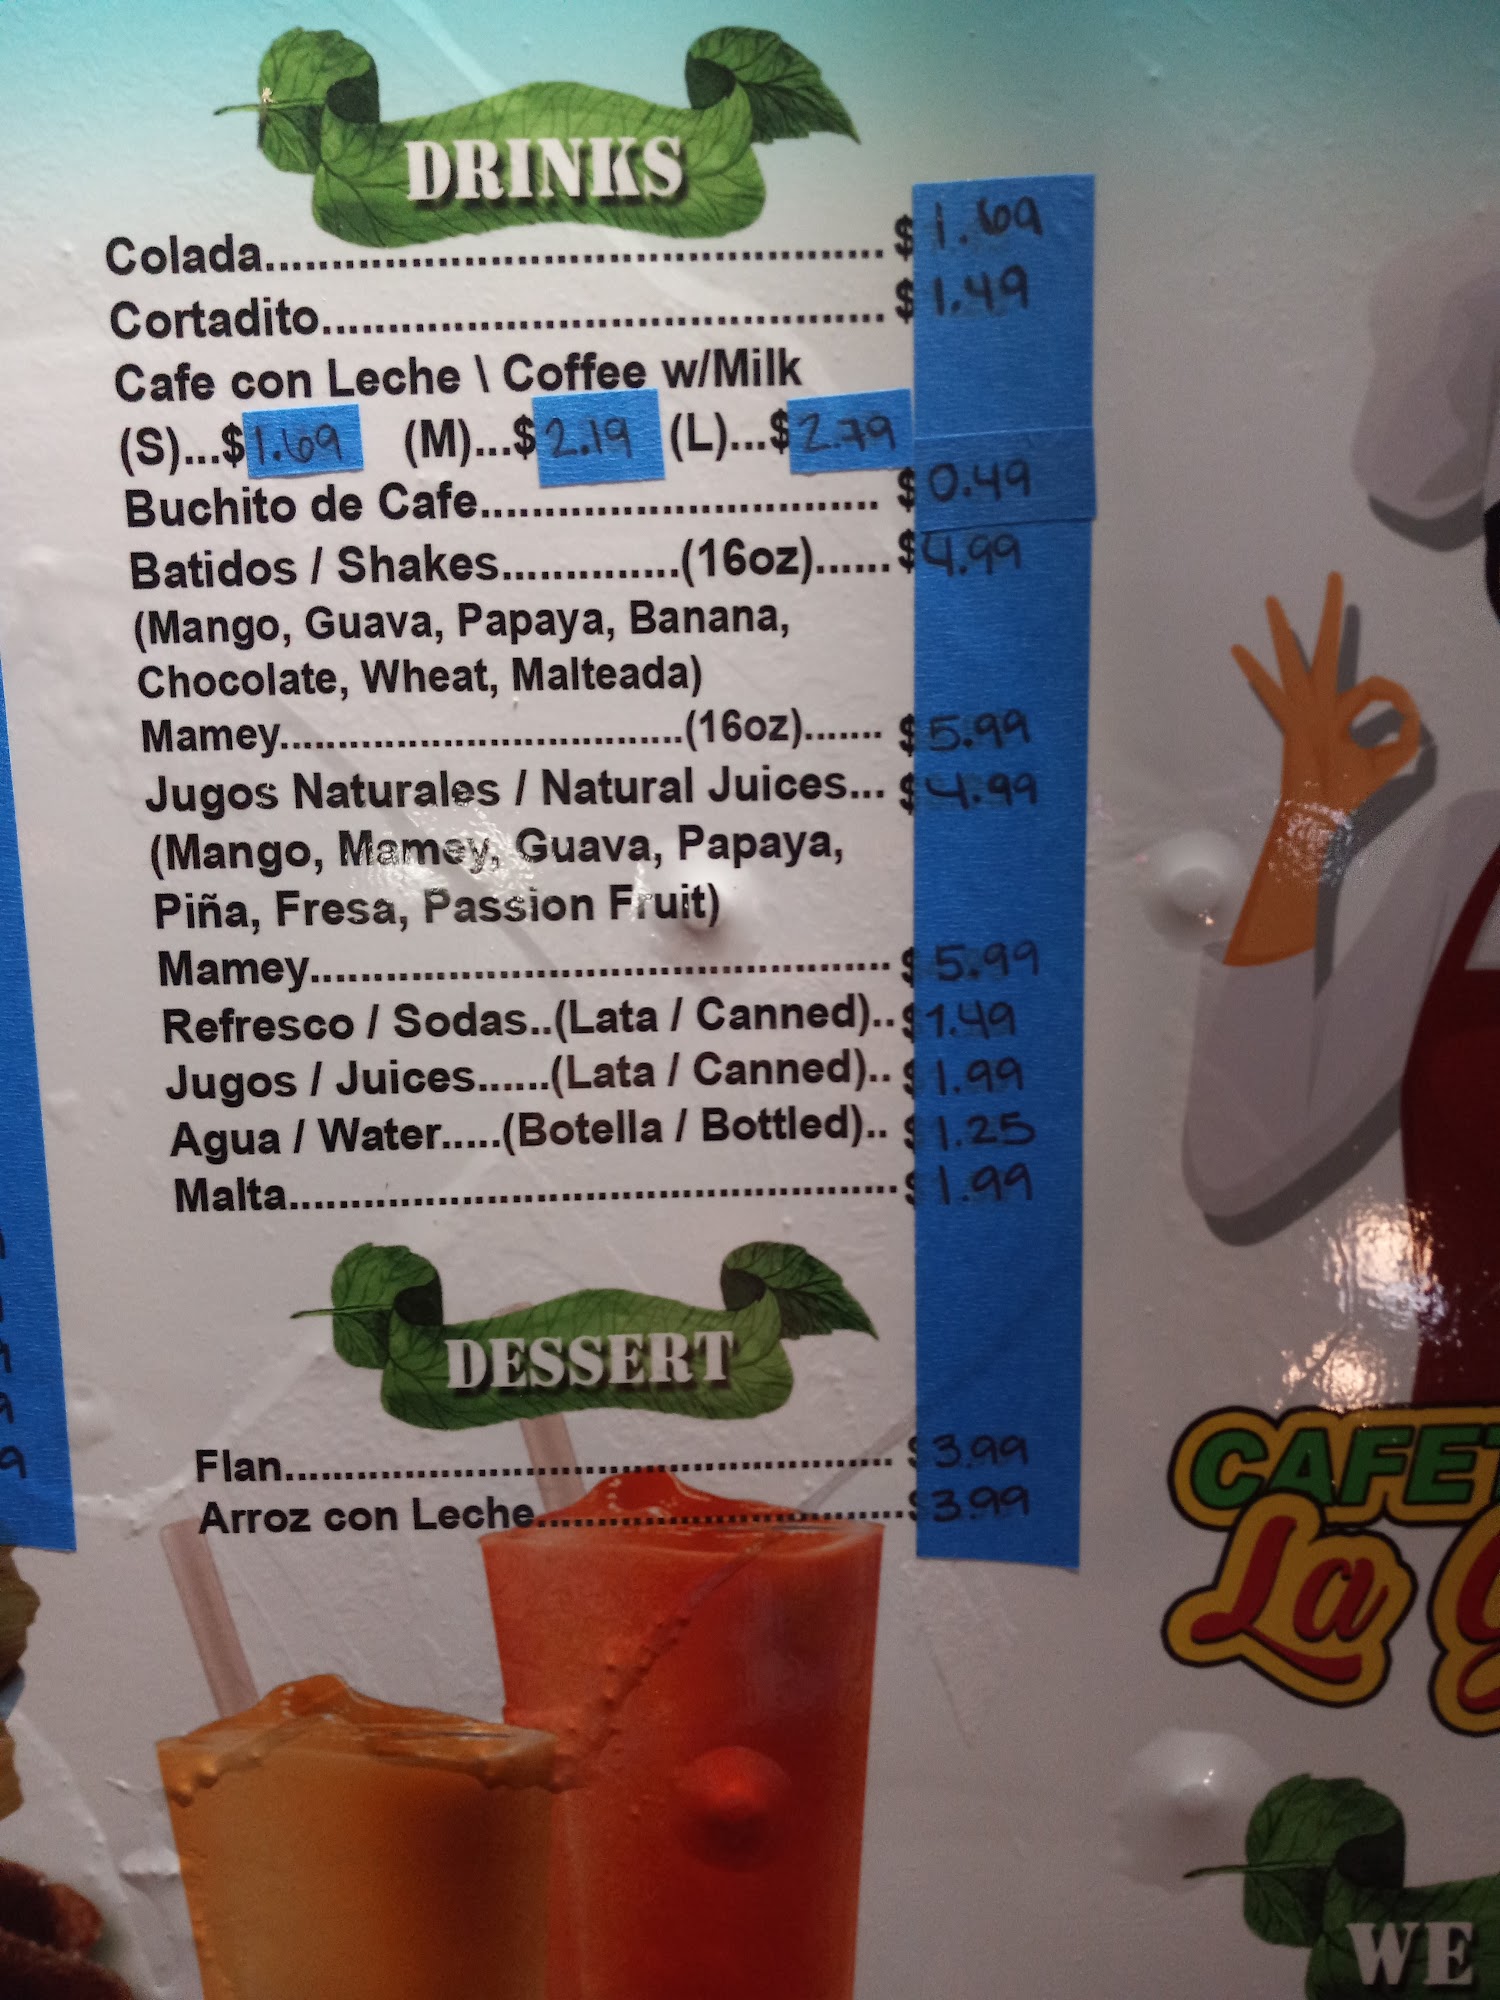 DRINKS
Colada............................................... $ 1.69
Cortadito........................................... $ 1.49
Cafe con Leche \ Coffee w/Milk
(S)...$1.69 (M)...$2.19 (L)...$2.79
Buchito de Cafe............................... $ 0.49
Batidos / Shakes..............(16oz)......$4.99
(Mango, Guava, Papaya, Banana,
Chocolate, Wheat, Malteada)
Mamey...................................(16oz)....... $5.99
Jugos Naturales / Natural Juices... $4.99
(Mango, Mamey, Guava, Papaya,
Piña, Fresa, Passion Fruit)
Mamey............................................... $5.99
Refresco / Sodas..(Lata / Canned)..$1.49
Jugos / Juices......(Lata / Canned).. $1.99
Agua / Water.....(Botella / Bottled).. $1.25
Malta..................................................$1.99
DESSERT
Flan.................................................... $3.99
Arroz con Leche...............................$3.99
La
WE